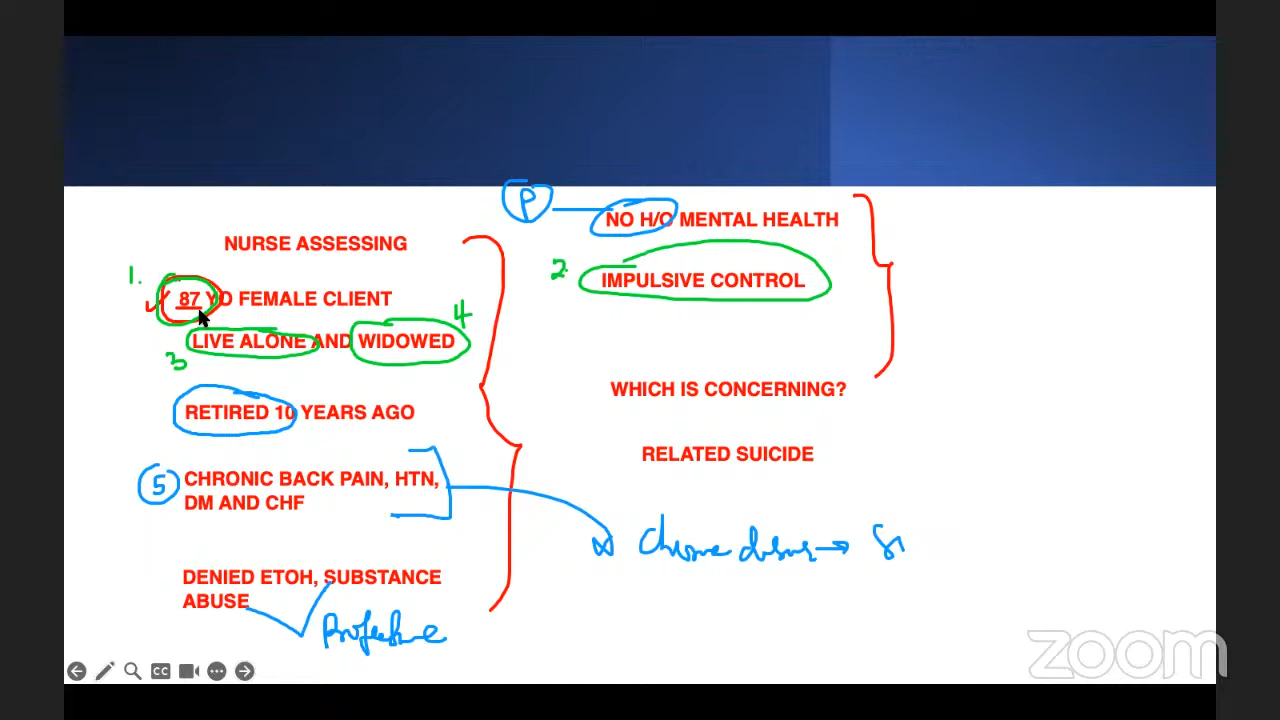 NURSE ASSESSING
1.
87 YO FEMALE CLIENT
LIVE ALONE AND WIDOWED
3
4
RETIRED 10 YEARS AGO
5 CHRONIC BACK PAIN, HTN,
DM AND CHF
DENIED ETOH, SUBSTANCE
ABUSE
Protective
P
NO H/O MENTAL HEALTH
2. IMPULSIVE CONTROL
WHICH IS CONCERNING?
RELATED SUICIDE
Chronic disease →
CC
zoom